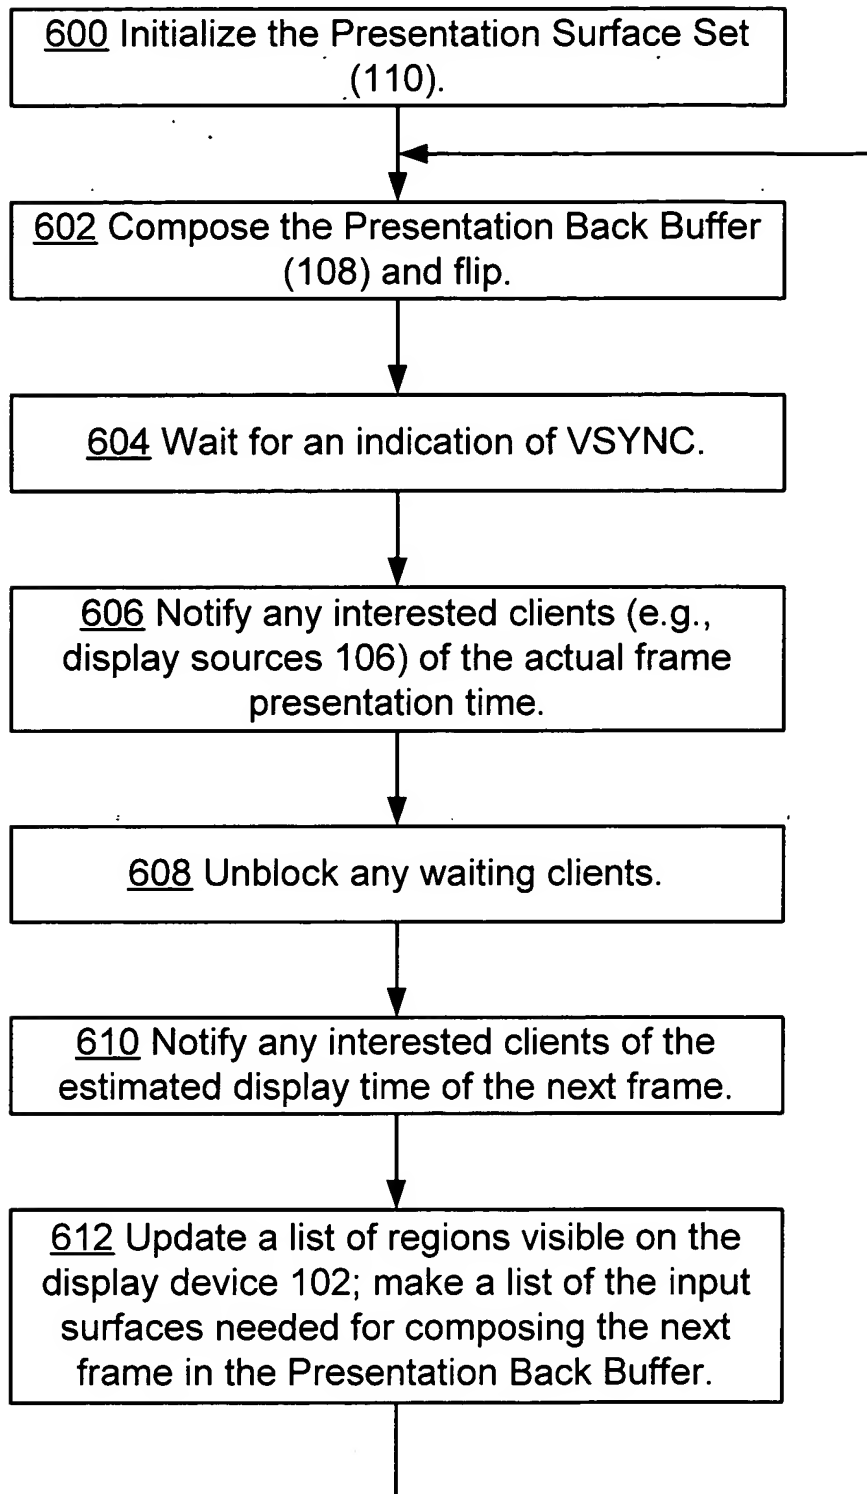 600 Initialize the Presentation Surface Set
(110).
602 Compose the Presentation Back Buffer
(108) and flip.
604 Wait for an indication of VSYNC.
606 Notify any interested clients (e.g.,
display sources 106) of the actual frame
presentation time.
608 Unblock any waiting clients.
610 Notify any interested clients of the
estimated display time of the next frame.
612 Update a list of regions visible on the
display device 102; make a list of the input
surfaces needed for composing the next
frame in the Presentation Back Buffer.